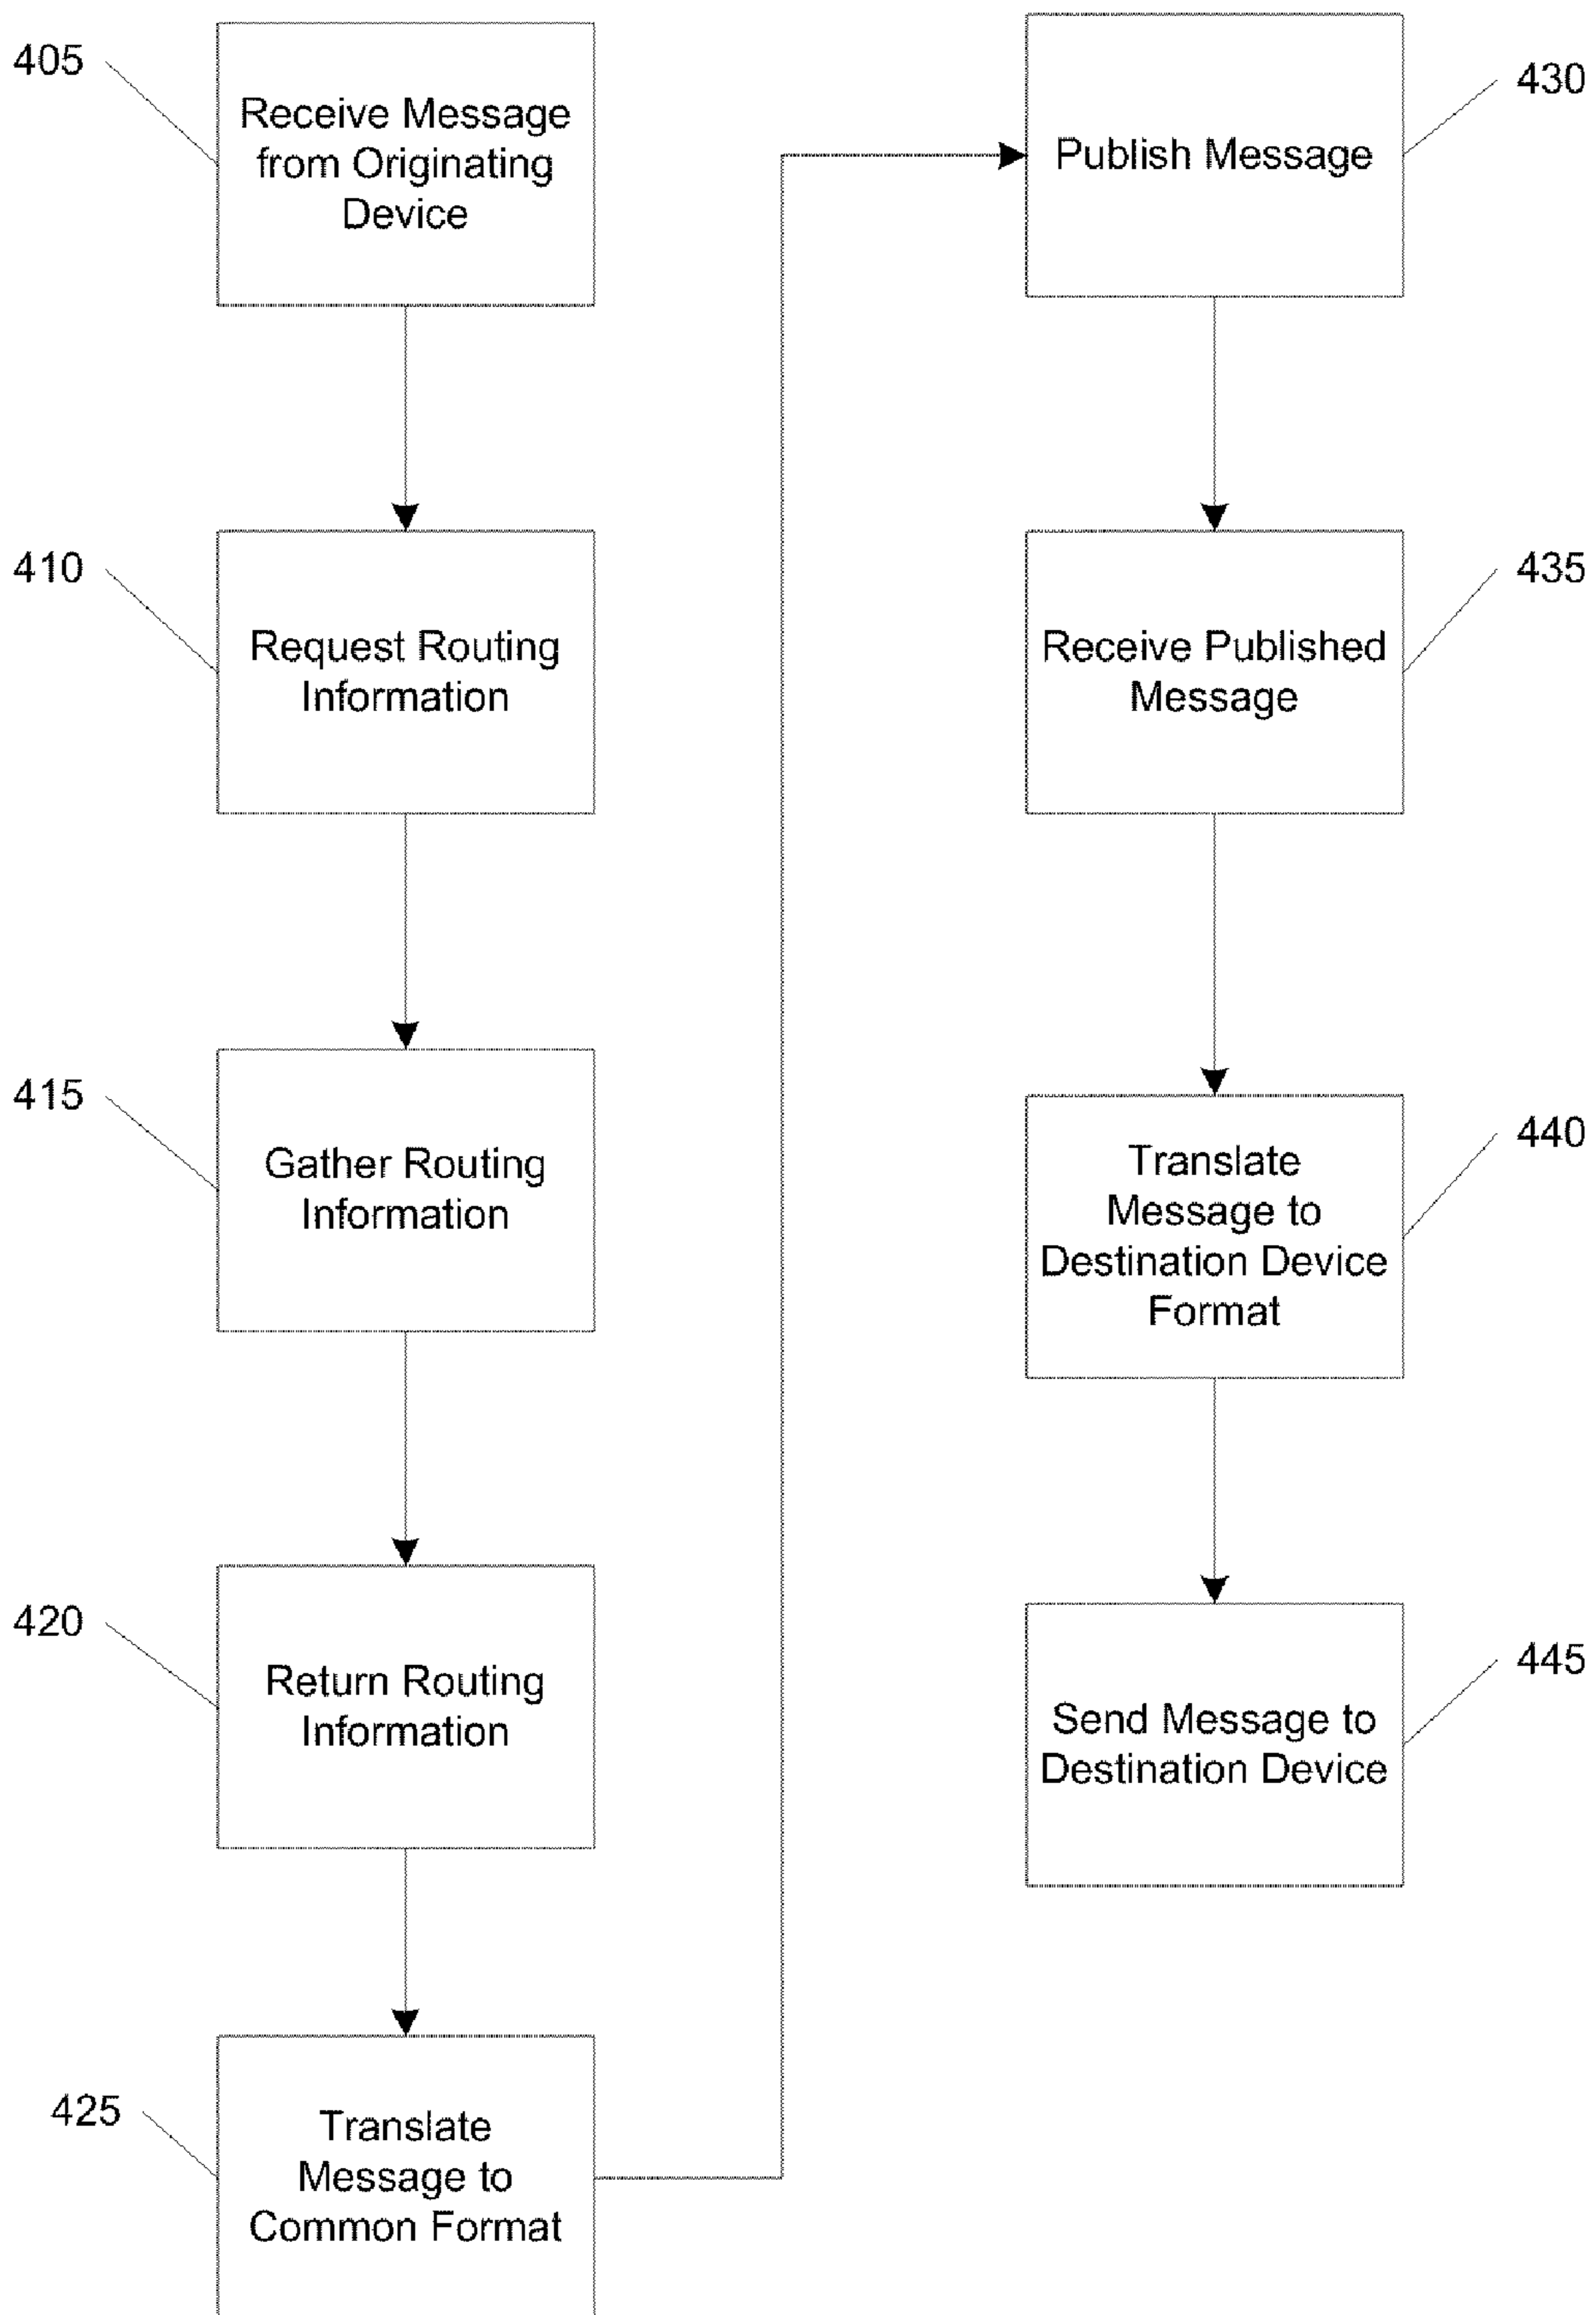 405
Receive Message
from Originating
Device
410
Request Routing
Information
415
Gather Routing
Information
420
Return Routing
Information
425
Translate
Message to
Common Format
430
Publish Message
435
Receive Published
Message
440
Translate
Message to
Destination Device
Format
445
Send Message to
Destination Device